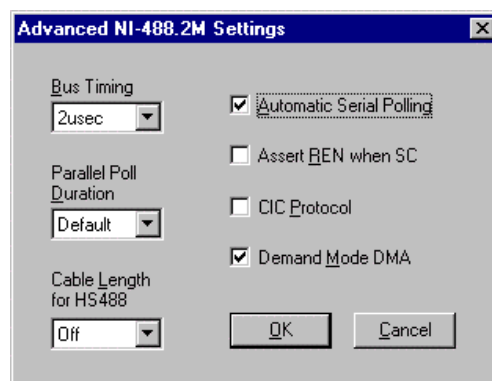 Advanced NI-488.2M Settings
Bus Timing
2usec
Parallel Poll
Duration
Default
Cable Length
for HS488
Off
Automatic Serial Polling
Assert REN when SC
CIC Protocol
Demand Mode DMA
OK
Cancel